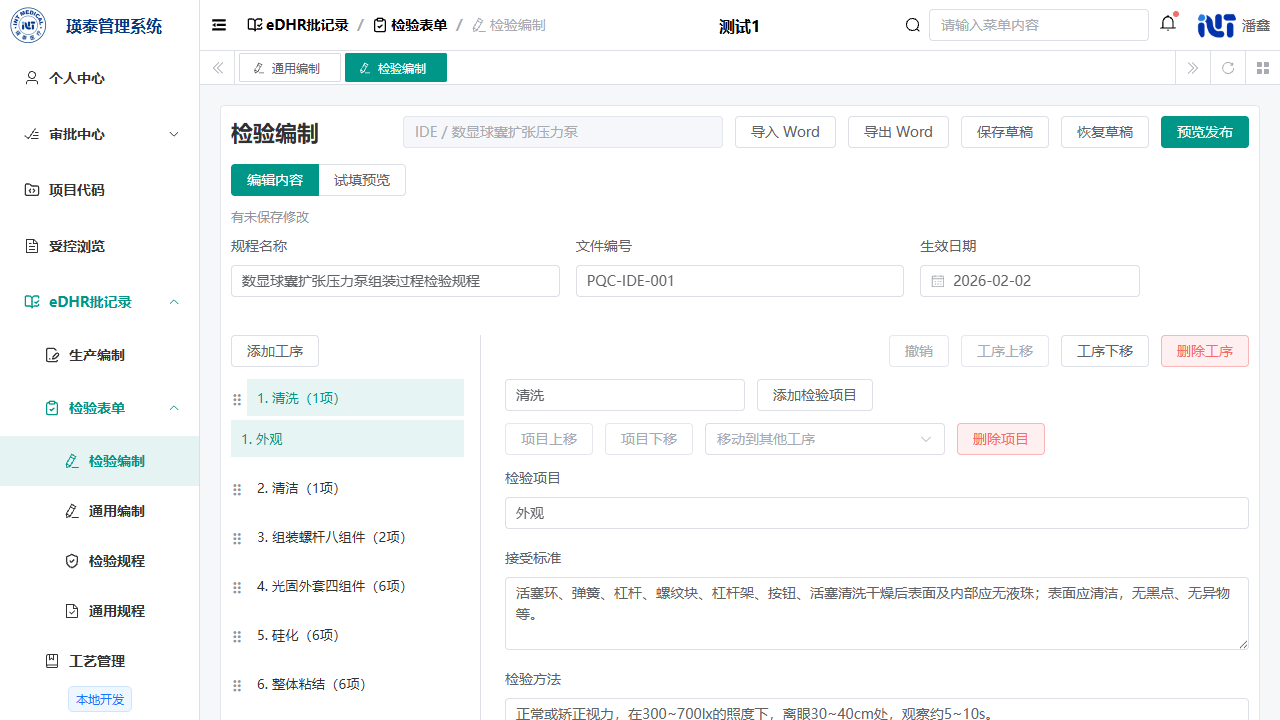 瑛泰管理系统
eDHR批记录 / 检验表单 / 检验编制
测试1
请输入菜单内容
潘鑫
个人中心
审批中心
项目代码
受控浏览
eDHR批记录
生产编制
检验表单
检验编制
通用编制
检验规程
通用规程
工艺管理
本地开发
通用编制
检验编制
检验编制
IDE / 数显球囊扩张压力泵
导入 Word
导出 Word
保存草稿
恢复草稿
预览发布
编辑内容
试填预览
有未保存修改
规程名称
文件编号
生效日期
数显球囊扩张压力泵组装过程检验规程
PQC-IDE-001
2026-02-02
添加工序
撤销
工序上移
工序下移
删除工序
1. 清洗（1项）
1. 外观
2. 清洁（1项）
3. 组装螺杆八组件（2项）
4. 光固外套四组件（6项）
5. 硅化（6项）
6. 整体粘结（6项）
清洗
添加检验项目
项目上移
项目下移
移动到其他工序
删除项目
检验项目
外观
接受标准
活塞环、弹簧、杠杆、螺纹块、杠杆架、按钮、活塞清洗干燥后表面及内部应无液珠；表面应清洁，无黑点、无异物
等。
检验方法
正常或矫正视力，在300~700lx的照度下，离眼30~40cm处，观察约5~10s。